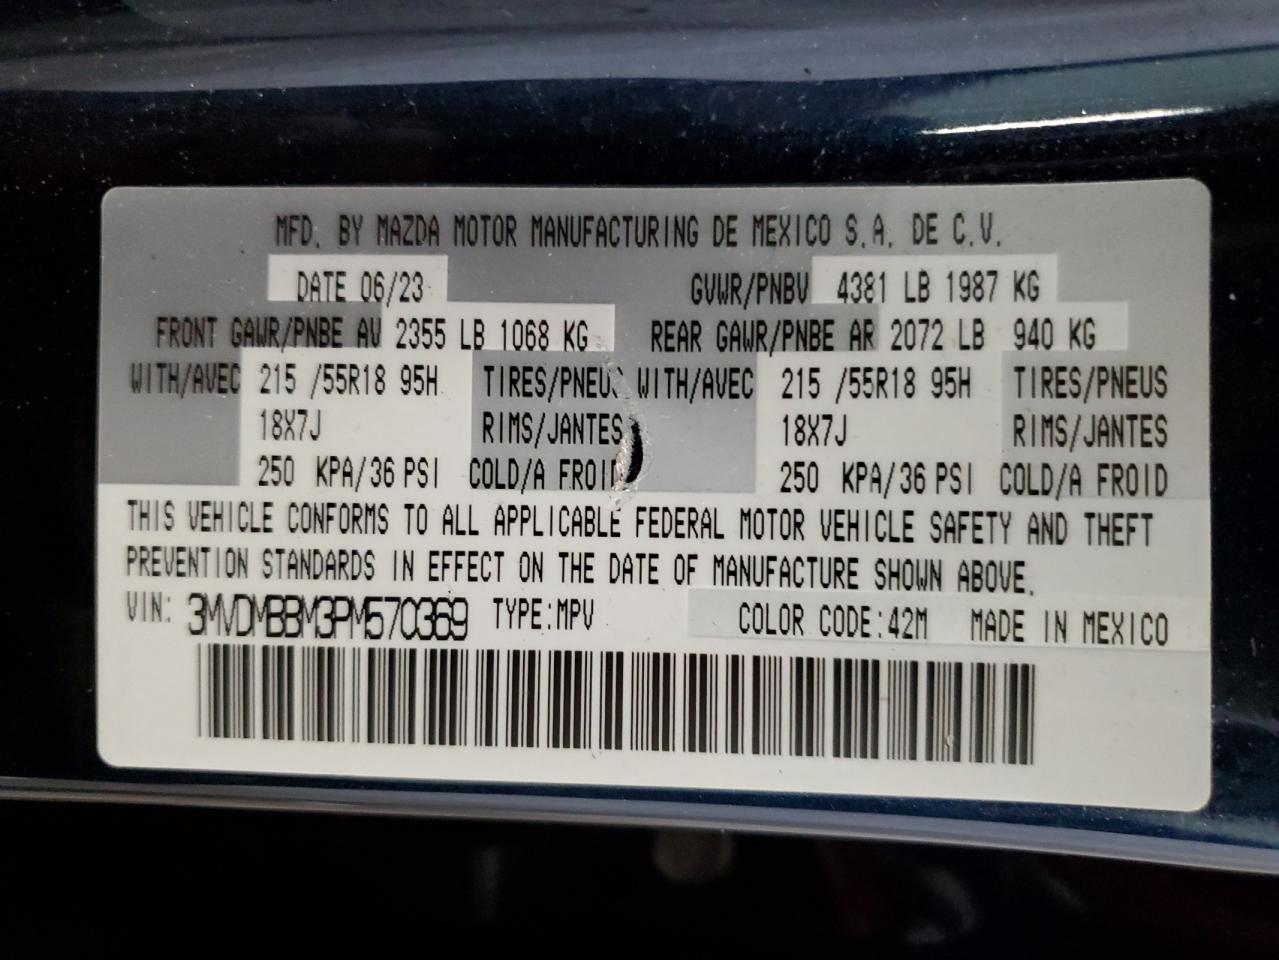 MFD. BY MAZDA MOTOR MANUFACTURING DE MEXICO S.A. DE C.V.
DATE 06/23 GVWR/PNBV 4381 LB 1987 KG
FRONT GAWR/PNBE AV 2355 LB 1068 KG REAR GAWR/PNBE AR 2072 LB 940 KG
WITH/AVEC 215 /55R18 95H TIRES/PNEUS WITH/AVEC 215 /55R18 95H TIRES/PNEUS
18X7J RIMS/JANTES 18X7J RIMS/JANTES
250 KPA/36 PSI COLD/A FROID 250 KPA/36 PSI COLD/A FROID
THIS VEHICLE CONFORMS TO ALL APPLICABLE FEDERAL MOTOR VEHICLE SAFETY AND THEFT
PREVENTION STANDARDS IN EFFECT ON THE DATE OF MANUFACTURE SHOWN ABOVE.
VIN: 3MVDMBBM3PM570369 TYPE:MPV COLOR CODE:42M MADE IN MEXICO